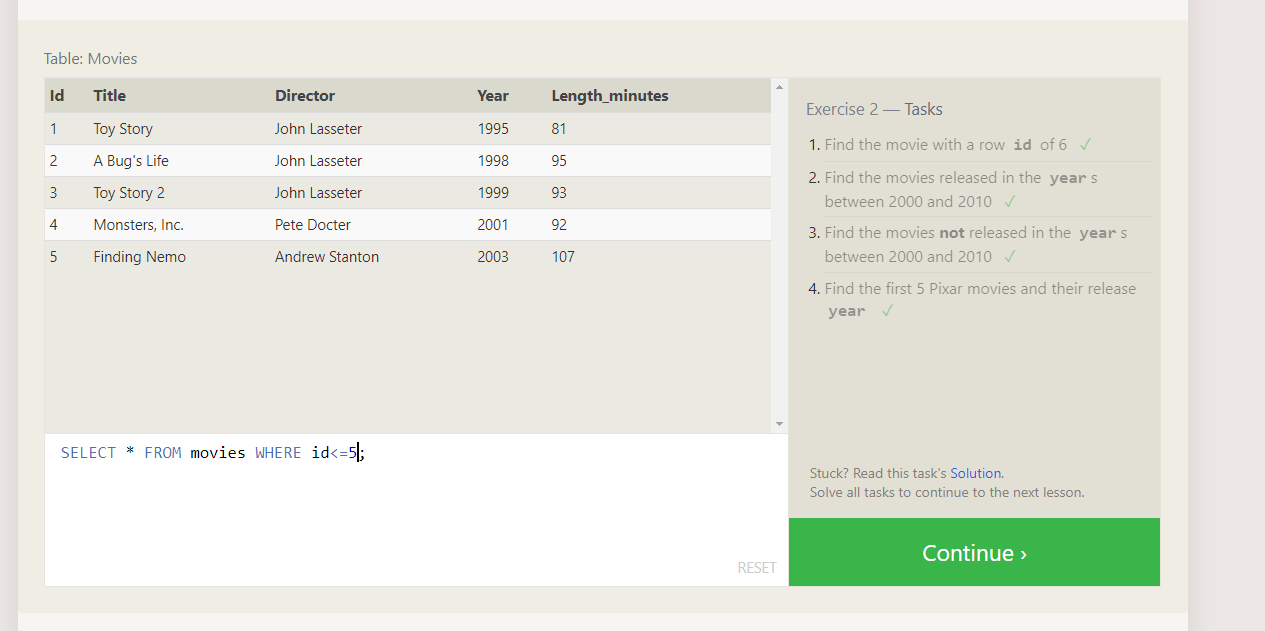 Table: Movies
Id Title Director Year Length_minutes
1 Toy Story John Lasseter 1995 81
2 A Bug's Life John Lasseter 1998 95
3 Toy Story 2 John Lasseter 1999 93
4 Monsters, Inc. Pete Docter 2001 92
5 Finding Nemo Andrew Stanton 2003 107
SELECT * FROM movies WHERE id<=5;
RESET
Exercise 2 — Tasks
1. Find the movie with a row id of 6 ✓
2. Find the movies released in the year s
between 2000 and 2010 ✓
3. Find the movies not released in the year s
between 2000 and 2010 ✓
4. Find the first 5 Pixar movies and their release
year ✓
Stuck? Read this task's Solution.
Solve all tasks to continue to the next lesson.
Continue ›